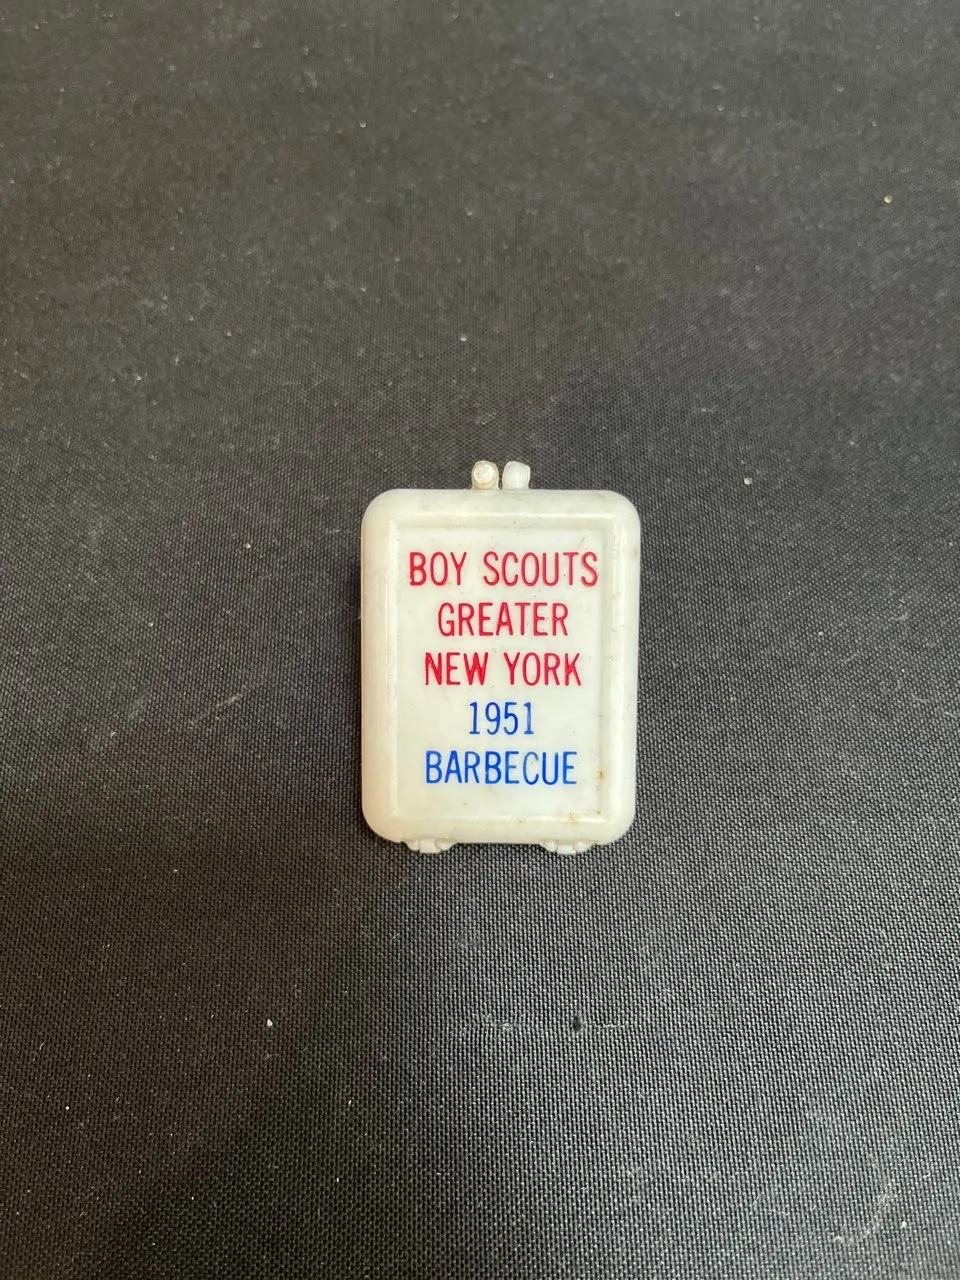 BOY SCOUTS
GREATER
NEW YORK
1951
BARBECUE